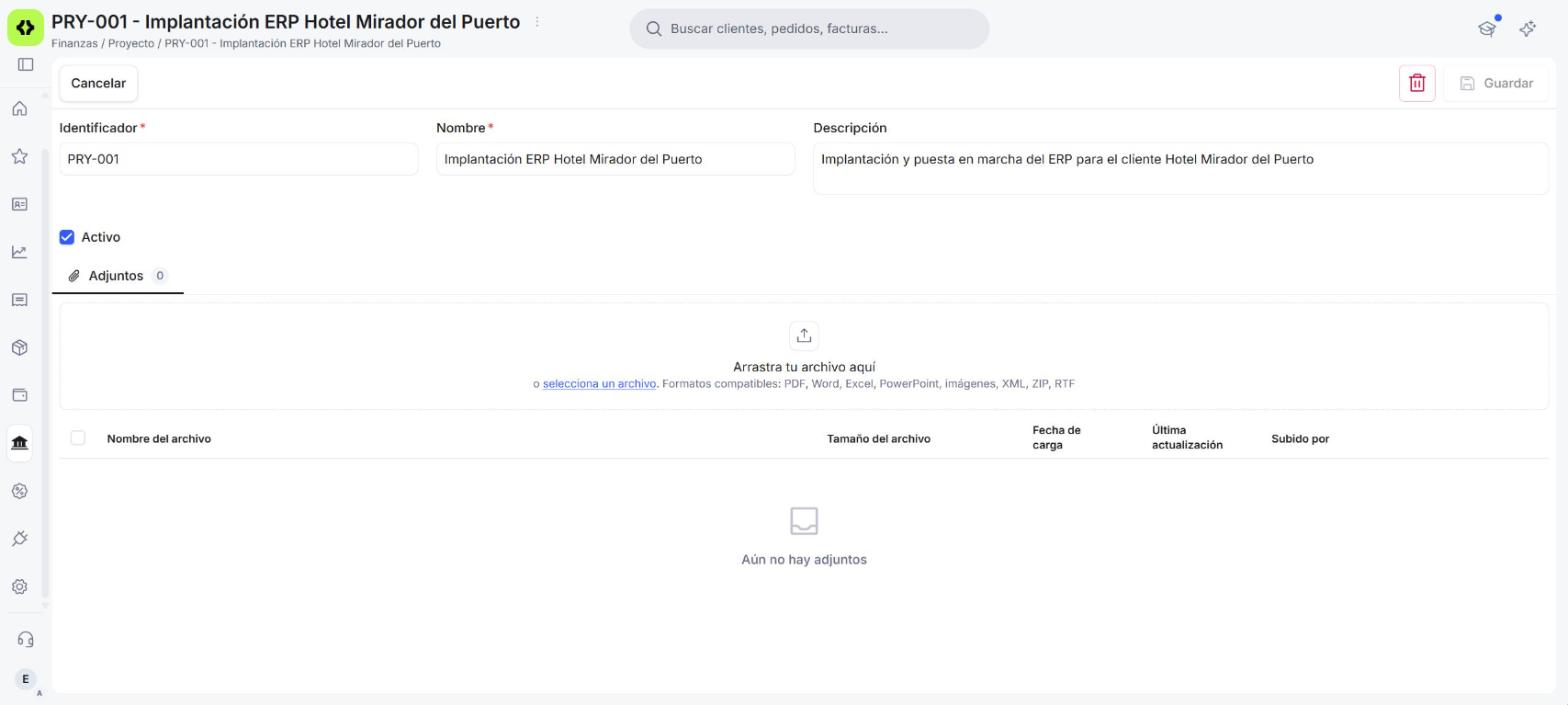 PRY-001 - Implantación ERP Hotel Mirador del Puerto
Buscar clientes, pedidos, facturas...
Finanzas / Proyecto / PRY-001 - Implantación ERP Hotel Mirador del Puerto
Cancelar
Guardar
Identificador*
Nombre*
Descripción
PRY-001
Implantación ERP Hotel Mirador del Puerto
Implantación y puesta en marcha del ERP para el cliente Hotel Mirador del Puerto
Activo
Adjuntos 0
Arrastra tu archivo aquí
o selecciona un archivo. Formatos compatibles: PDF, Word, Excel, PowerPoint, imágenes, XML, ZIP, RTF
Nombre del archivo
Tamaño del archivo
Fecha de
carga
Última
actualización
Subido por
Aún no hay adjuntos
E
A